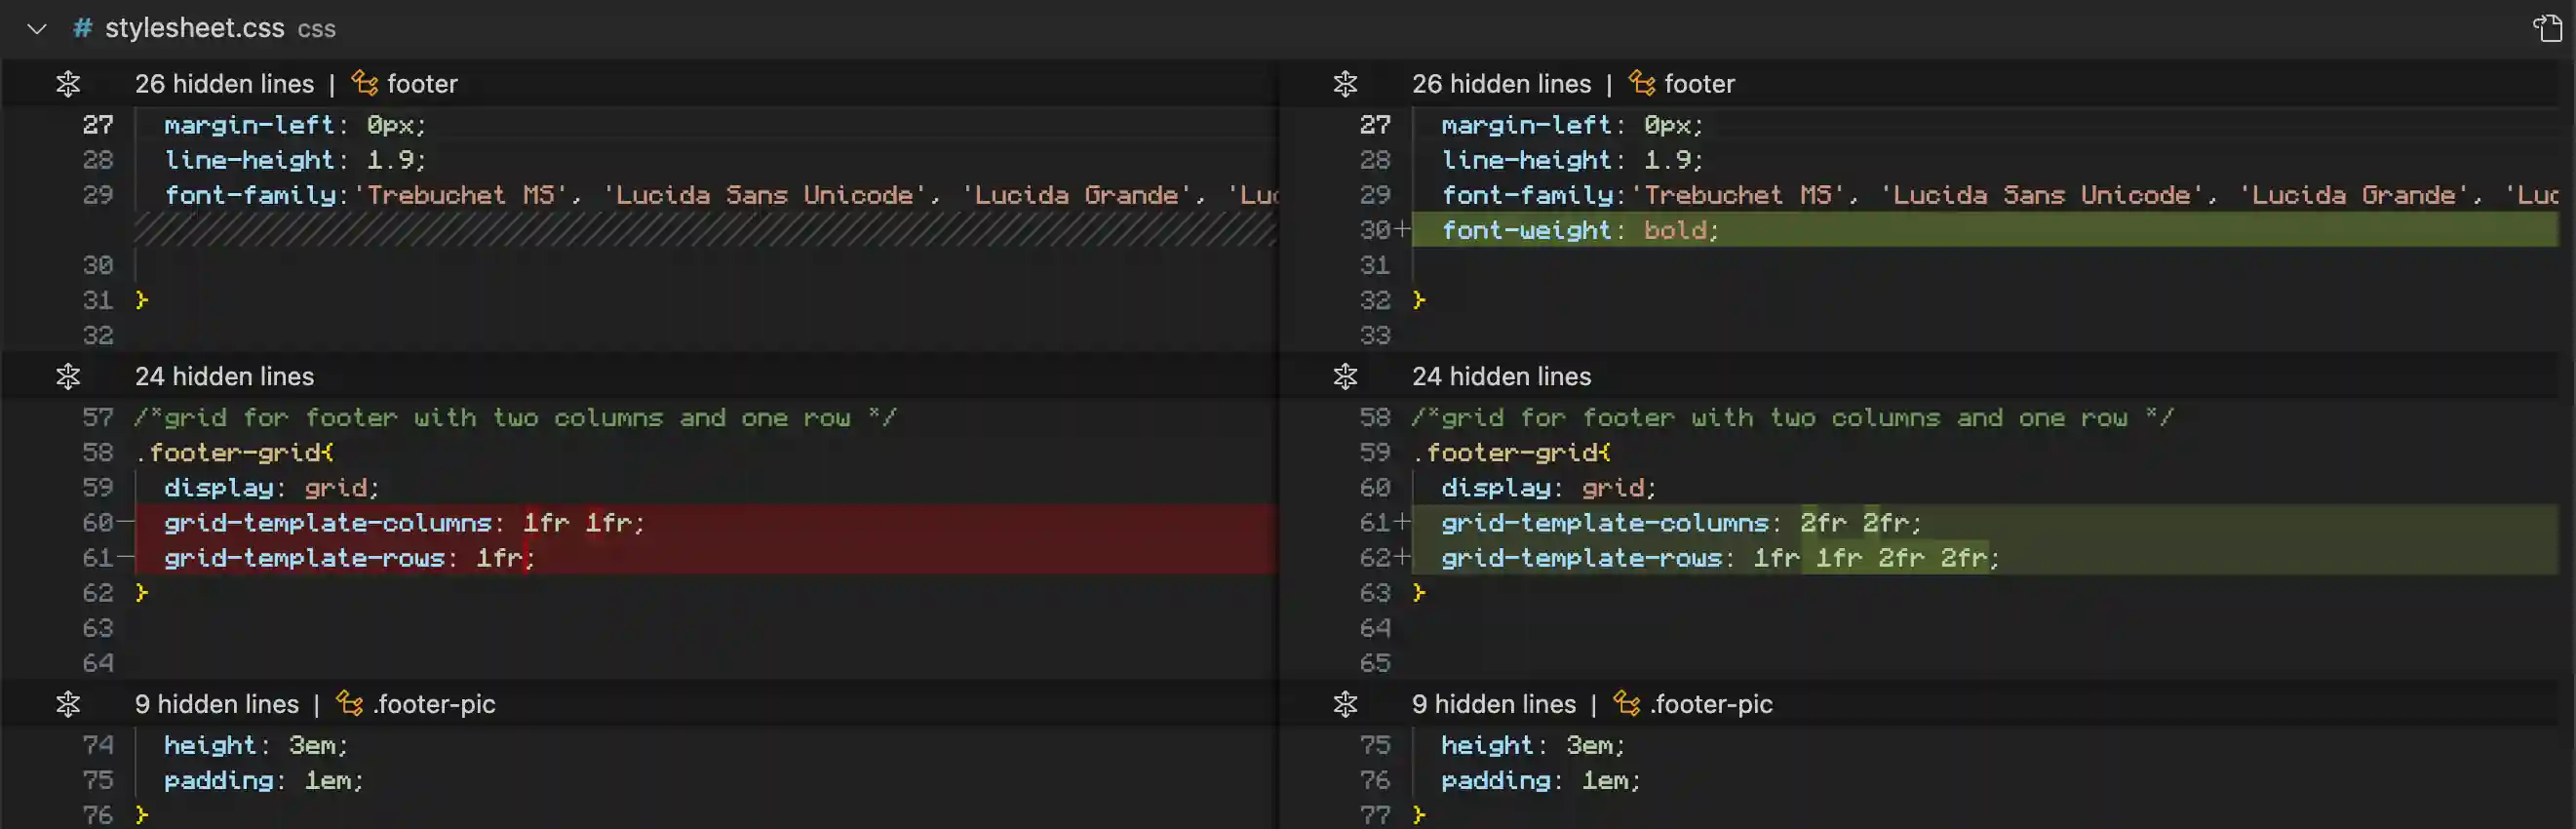 # stylesheet.css css
26 hidden lines | footer
27 margin-left: 0px;
28 line-height: 1.9;
29 font-family:'Trebuchet MS', 'Lucida Sans Unicode', 'Lucida Grande', 'Luc
30
31 }
32
24 hidden lines
57 /*grid for footer with two columns and one row */
58 .footer-grid{
59 display: grid;
60− grid-template-columns: 1fr 1fr;
61− grid-template-rows: 1fr;
62 }
63
64
9 hidden lines | .footer-pic
74 height: 3em;
75 padding: 1em;
76 }
26 hidden lines | footer
27 margin-left: 0px;
28 line-height: 1.9;
29 font-family:'Trebuchet MS', 'Lucida Sans Unicode', 'Lucida Grande', 'Luc
30+ font-weight: bold;
31
32 }
33
24 hidden lines
58 /*grid for footer with two columns and one row */
59 .footer-grid{
60 display: grid;
61+ grid-template-columns: 2fr 2fr;
62+ grid-template-rows: 1fr 1fr 2fr 2fr;
63 }
64
65
9 hidden lines | .footer-pic
75 height: 3em;
76 padding: 1em;
77 }